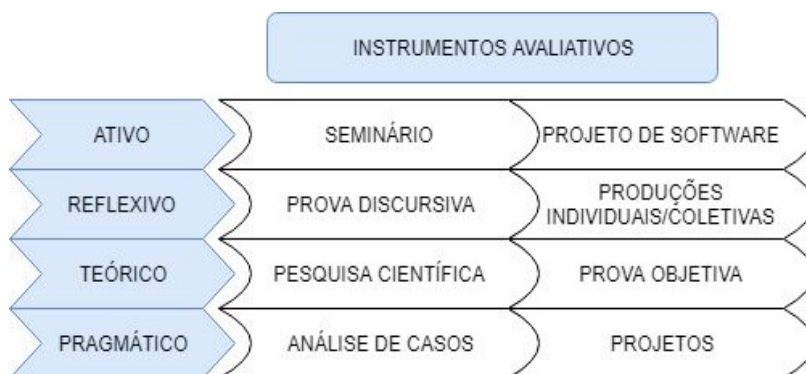 INSTRUMENTOS AVALIATIVOS
ATIVO SEMINÁRIO PROJETO DE SOFTWARE
REFLEXIVO PROVA DISCURSIVA PRODUÇÕES
INDIVIDUAIS/COLETIVAS
TEÓRICO PESQUISA CIENTÍFICA PROVA OBJETIVA
PRAGMÁTICO ANÁLISE DE CASOS PROJETOS